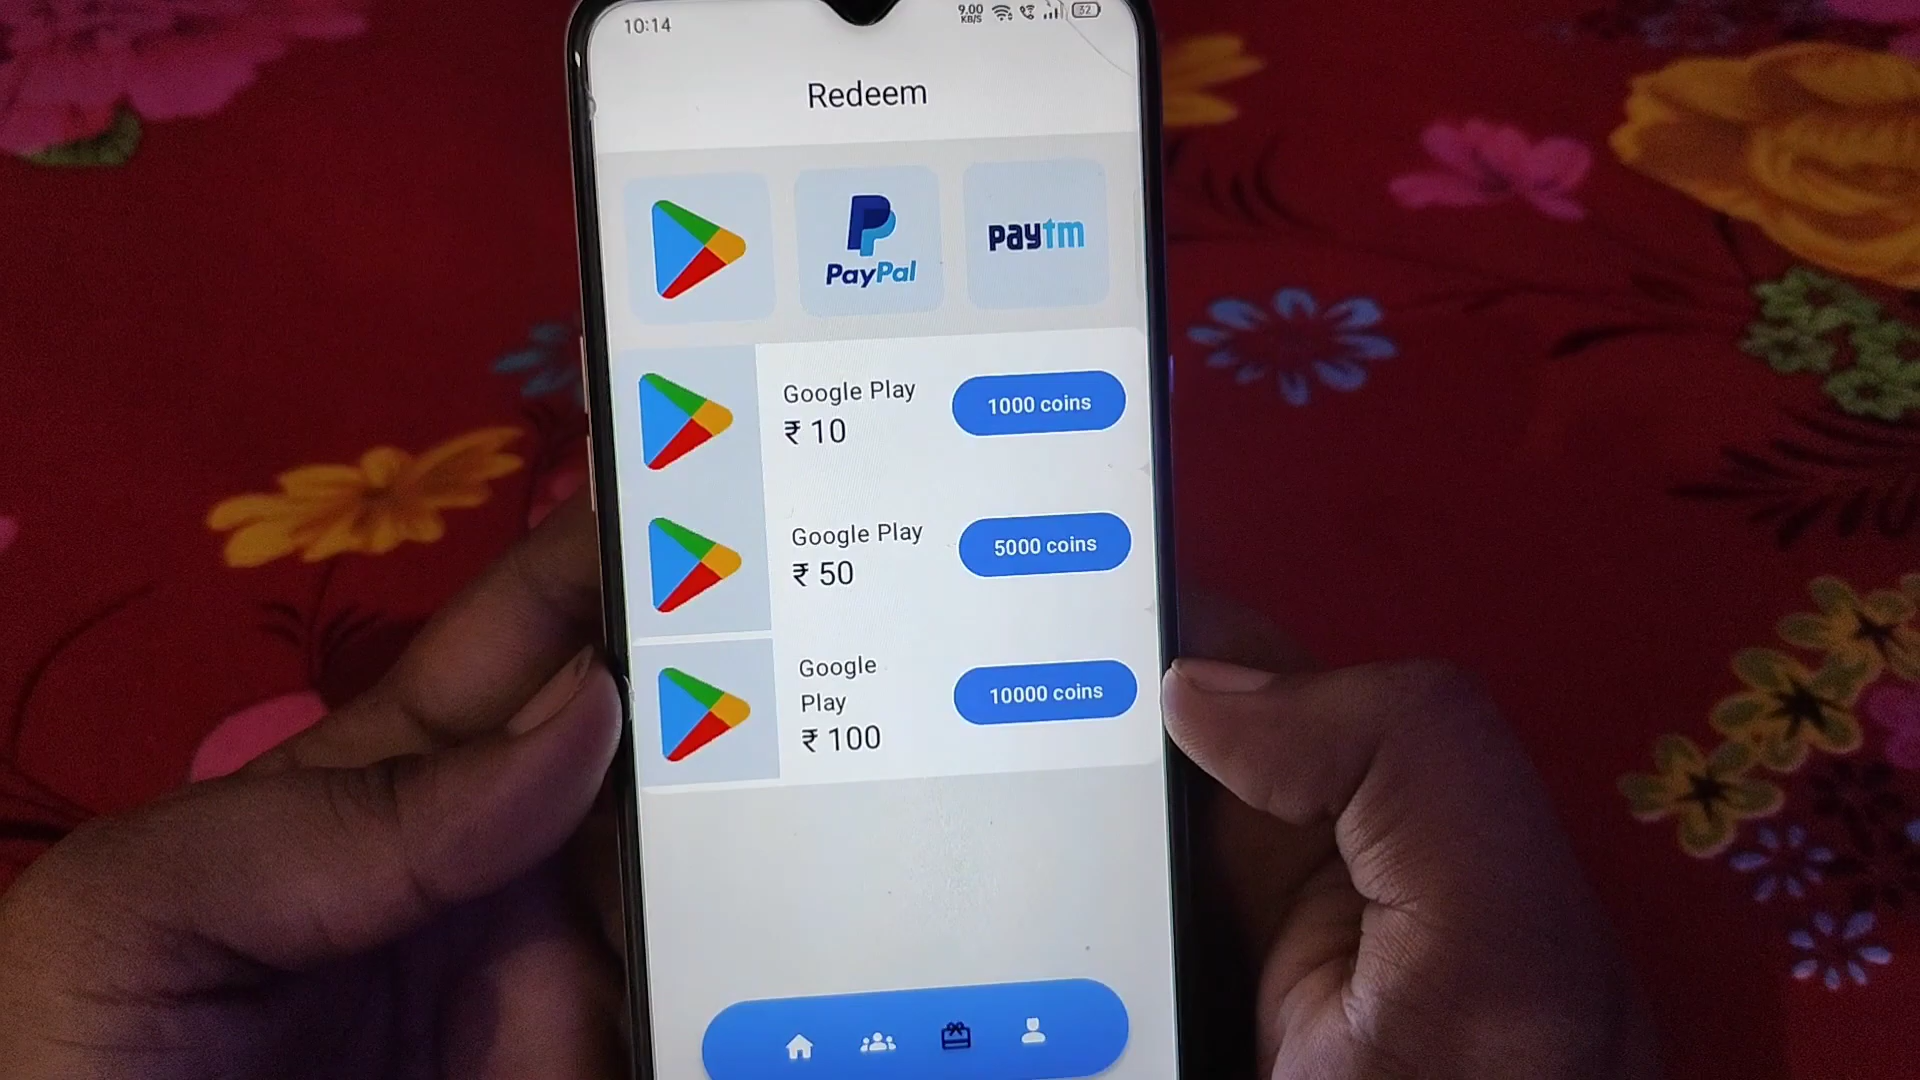 10:14
9.00
KB/S
32
Redeem
PayPal
paytm
Google Play
₹ 10
1000 coins
Google Play
₹ 50
5000 coins
Google
Play
₹ 100
10000 coins